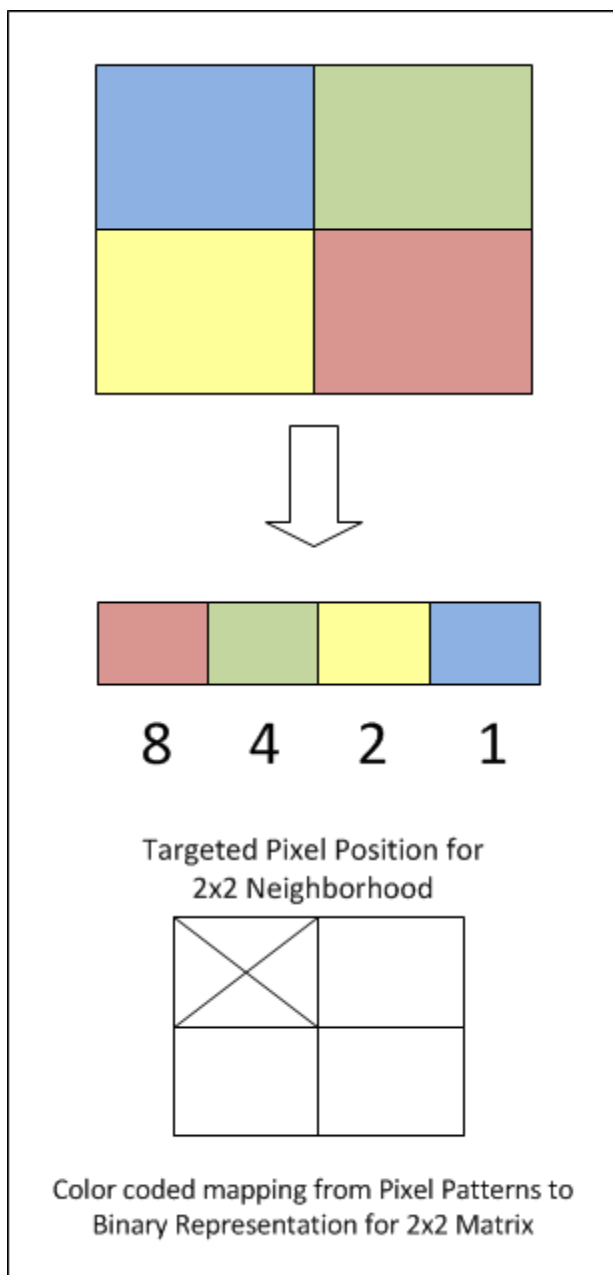 8 4 2 1
Targeted Pixel Position for
2x2 Neighborhood
Color coded mapping from Pixel Patterns to
Binary Representation for 2x2 Matrix